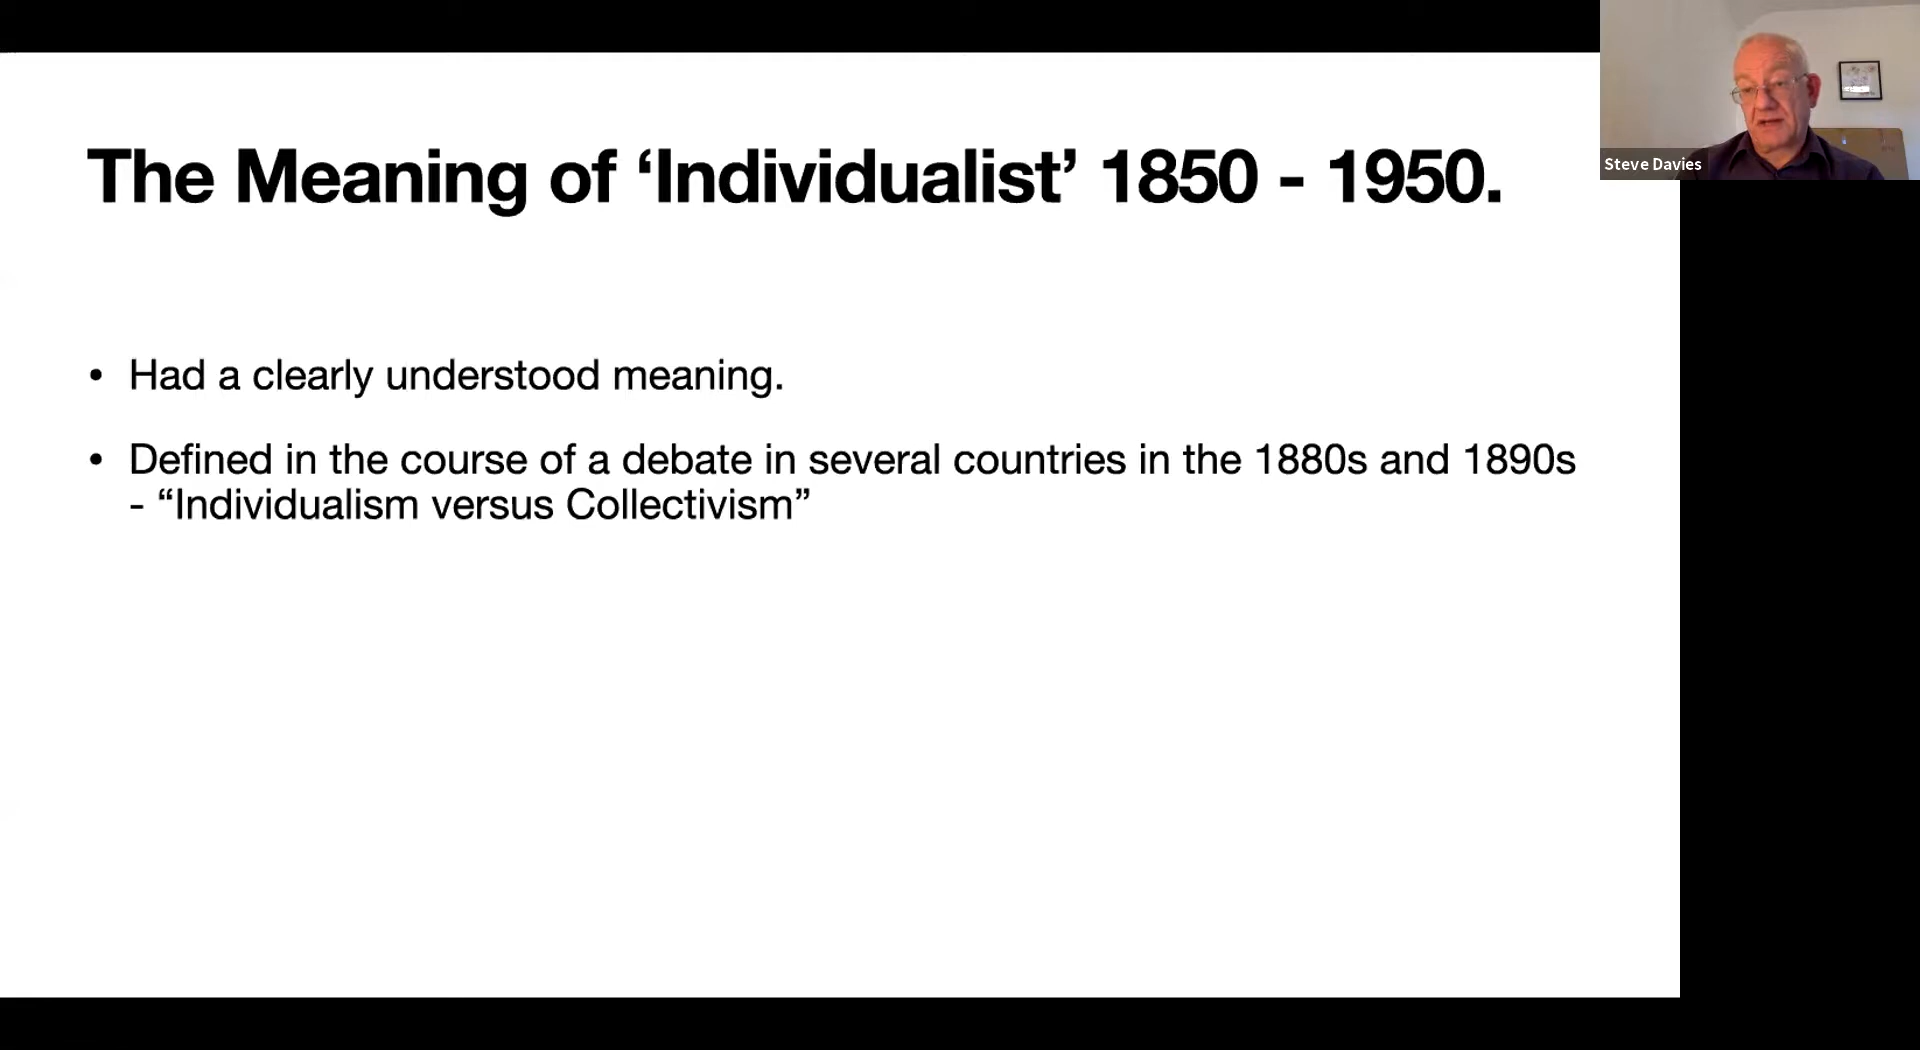 The Meaning of ‘Individualist’ 1850 - 1950.
• Had a clearly understood meaning.
• Defined in the course of a debate in several countries in the 1880s and 1890s
- “Individualism versus Collectivism”
Steve Davies